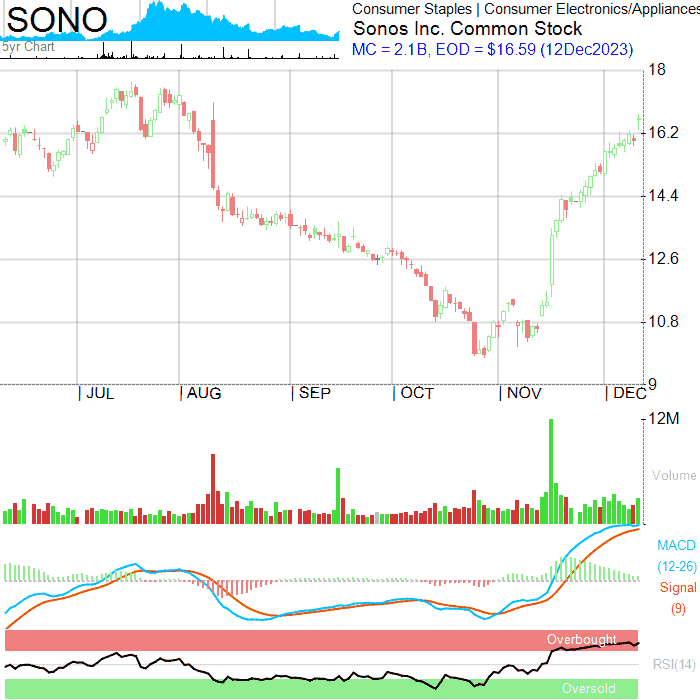 SONO
5yr Chart
Consumer Staples | Consumer Electronics/Appliances
Sonos Inc. Common Stock
MC = 2.1B, EOD = $16.59 (12Dec2023)
18
16.2
14.4
12.6
10.8
9
JUL
AUG
SEP
OCT
NOV
DEC
12M
Volume
MACD
(12-26)
Signal
(9)
Overbought
RSI(14)
Oversold